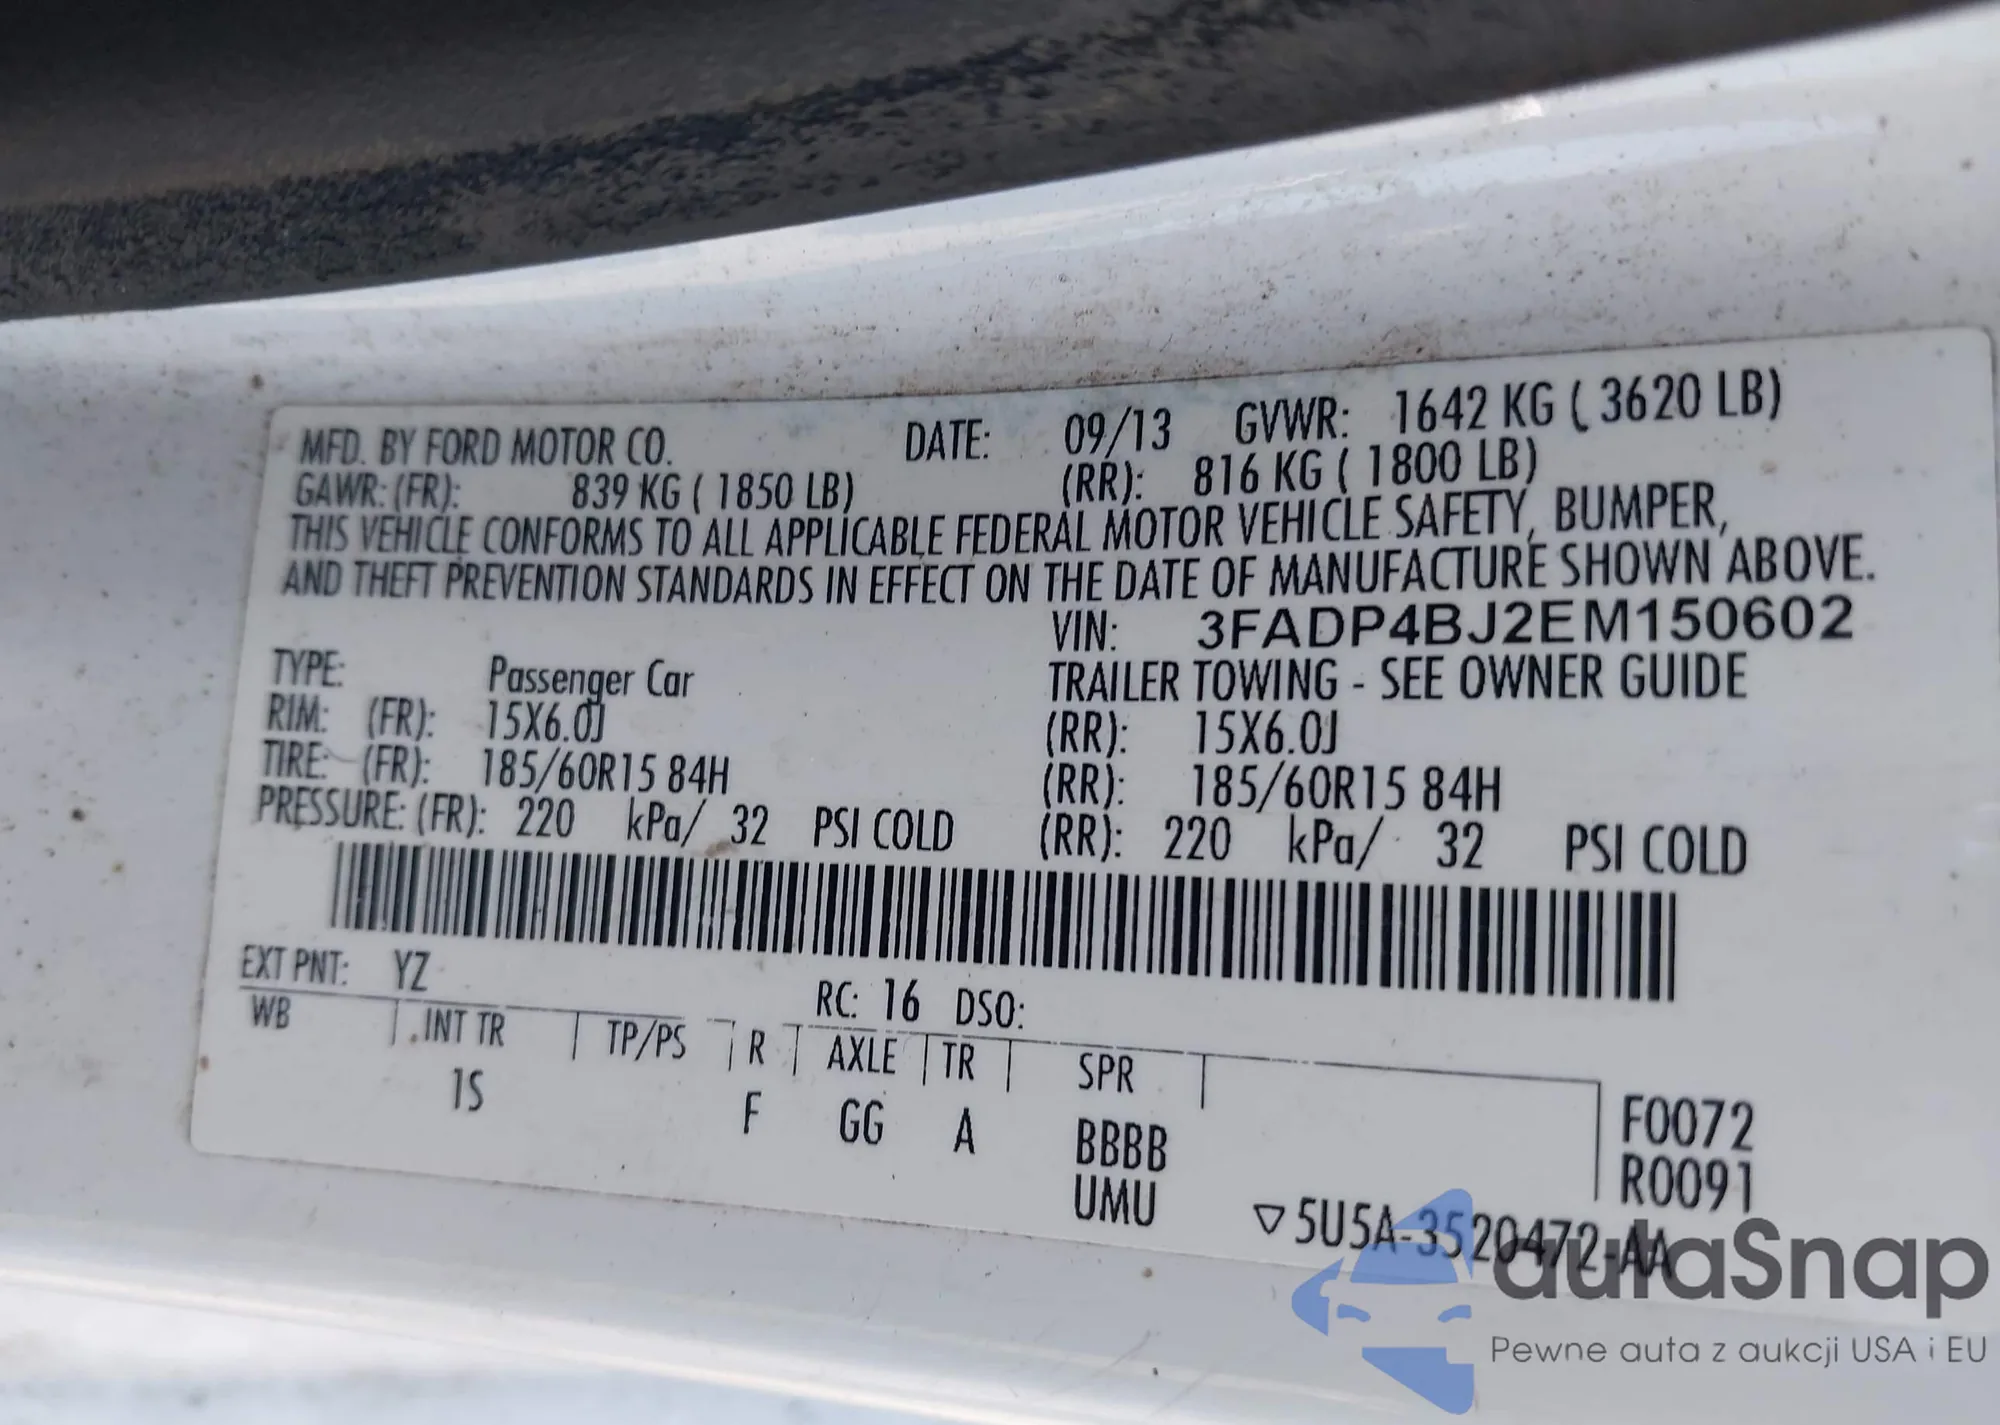 MFD. BY FORD MOTOR CO. DATE: 09/13 GVWR: 1642 KG ( 3620 LB)
GAWR: (FR): 839 KG ( 1850 LB) (RR): 816 KG ( 1800 LB)
THIS VEHICLE CONFORMS TO ALL APPLICABLE FEDERAL MOTOR VEHICLE SAFETY, BUMPER,
AND THEFT PREVENTION STANDARDS IN EFFECT ON THE DATE OF MANUFACTURE SHOWN ABOVE.
VIN: 3FADP4BJ2EM150602
TYPE: Passenger Car TRAILER TOWING - SEE OWNER GUIDE
RIM: (FR): 15X6.0J (RR): 15X6.0J
TIRE: (FR): 185/60R15 84H (RR): 185/60R15 84H
PRESSURE: (FR): 220 kPa/ 32 PSI COLD (RR): 220 kPa/ 32 PSI COLD
EXT PNT: YZ RC: 16 DSO:
WB INT TR TP/PS R AXLE TR SPR
1S F GG A BBBB F0072
UMU R0091
▽5U5A-3520472-AA
autaSnap
Pewne auta z aukcji USA i EU